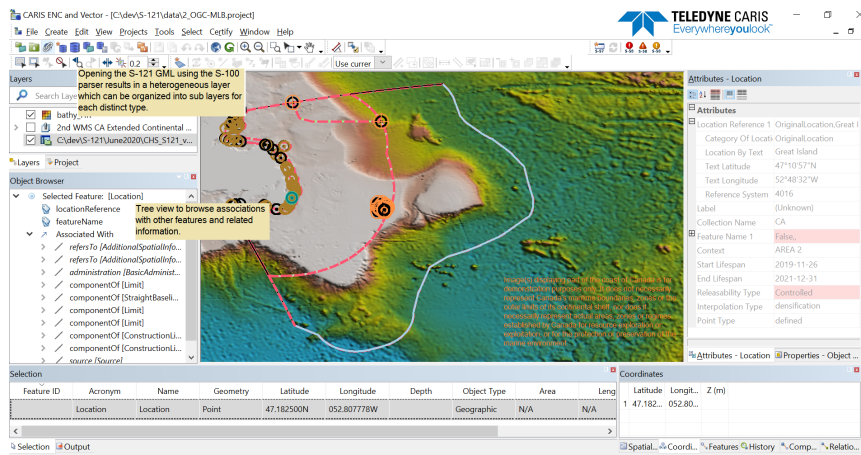 CARIS ENC and Vector - [C:\dev\S-121\data\2_OGC-MLB.project]
TELEDYNE CARIS
Everywhereyoulook™
File Create Edit View Projects Tools Select Certify Window Help
0.2
Use currer
Layers
Search Laye
Opening the S-121 GML using the S-100
parser results in a heterogeneous layer
which can be organized into sub layers for
each distinct type.
2nd WMS CA Extended Continental ...
C:\dev\S-121\June2020\CHS_S121_v...
Layers Project
Object Browser
Selected Feature: [Location]
locationReference
featureName
Associated With
Tree view to browse associations
with other features and related
information.
refersTo [AdditionalSpatialInfo...
refersTo [AdditionalSpatialInfo...
administration [BasicAdminist...
componentOf [Limit]
componentOf [StraightBaseli...
componentOf [Limit]
componentOf [Limit]
componentOf [ConstructionLi...
componentOf [ConstructionLi...
source [Source]
Attributes - Location
Attributes
Location Reference 1 OriginalLocation,Great I
Category Of Locati OriginalLocation
Location By Text Great Island
Text Latitude 47°10'57"N
Text Longitude 52°48'32"W
Reference System 4016
Label (Unknown)
Collection Name CA
Feature Name 1 False,,
Context AREA 2
Start Lifespan 2019-11-26
End Lifespan 2021-12-31
Releasability Type Controlled
Interpolation Type densification
Point Type defined
Attributes - Location Properties - Object ...
Selection
Feature ID Acronym Name Geometry Latitude Longitude Depth Object Type Area Leng
Location Location Point 47.182500N 052.807778W Geographic N/A N/A
Selection Output
Coordinates
Latitude Longit... Z (m)
1 47.182... 052.80...
Spatial... Coordi... Features History Comp... Relatio...